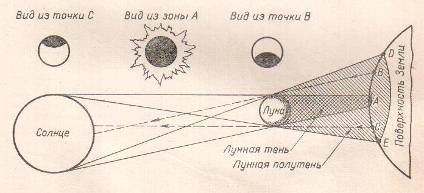 Вид из точки С
Вид из зоны А
Вид из точки В
Солнце
Луна
D
B
A
C
E
Поверхность Земли
Лунная тень
Лунная полутень